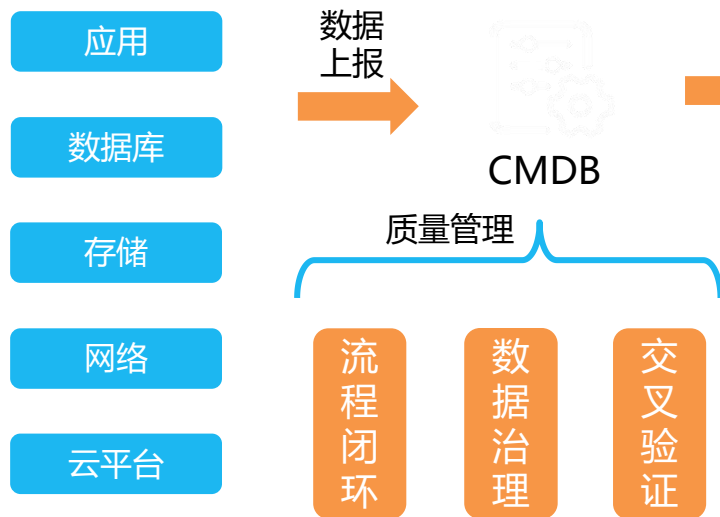 应用
数据库
存储
网络
云平台
数据
上报
CMDB
质量管理
流程闭环
数据治理
交叉验证